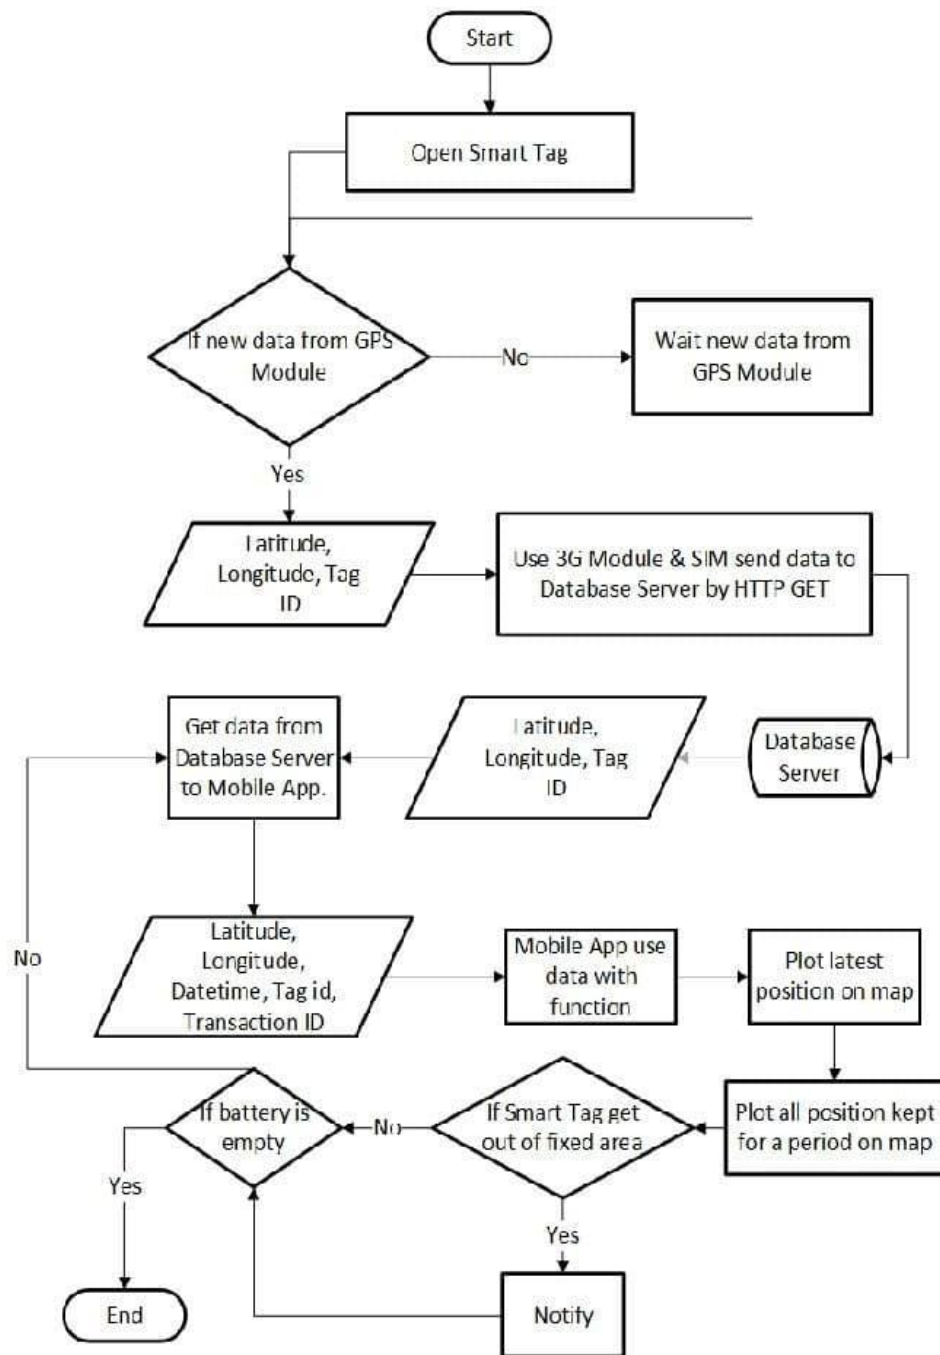 Start
Open Smart Tag
If new data from GPS
Module
No
Wait new data from
GPS Module
Yes
Latitude,
Longitude, Tag
ID
Use 3G Module & SIM send data to
Database Server by HTTP GET
Get data from
Database Server
to Mobile App.
Latitude,
Longitude, Tag
ID
Database
Server
No
Latitude,
Longitude,
Datetime, Tag id,
Transaction ID
Mobile App use
data with
function
Plot latest
position on map
If battery is
empty
No
If Smart Tag get
out of fixed area
Plot all position kept
for a period on map
Yes
Yes
End
Notify